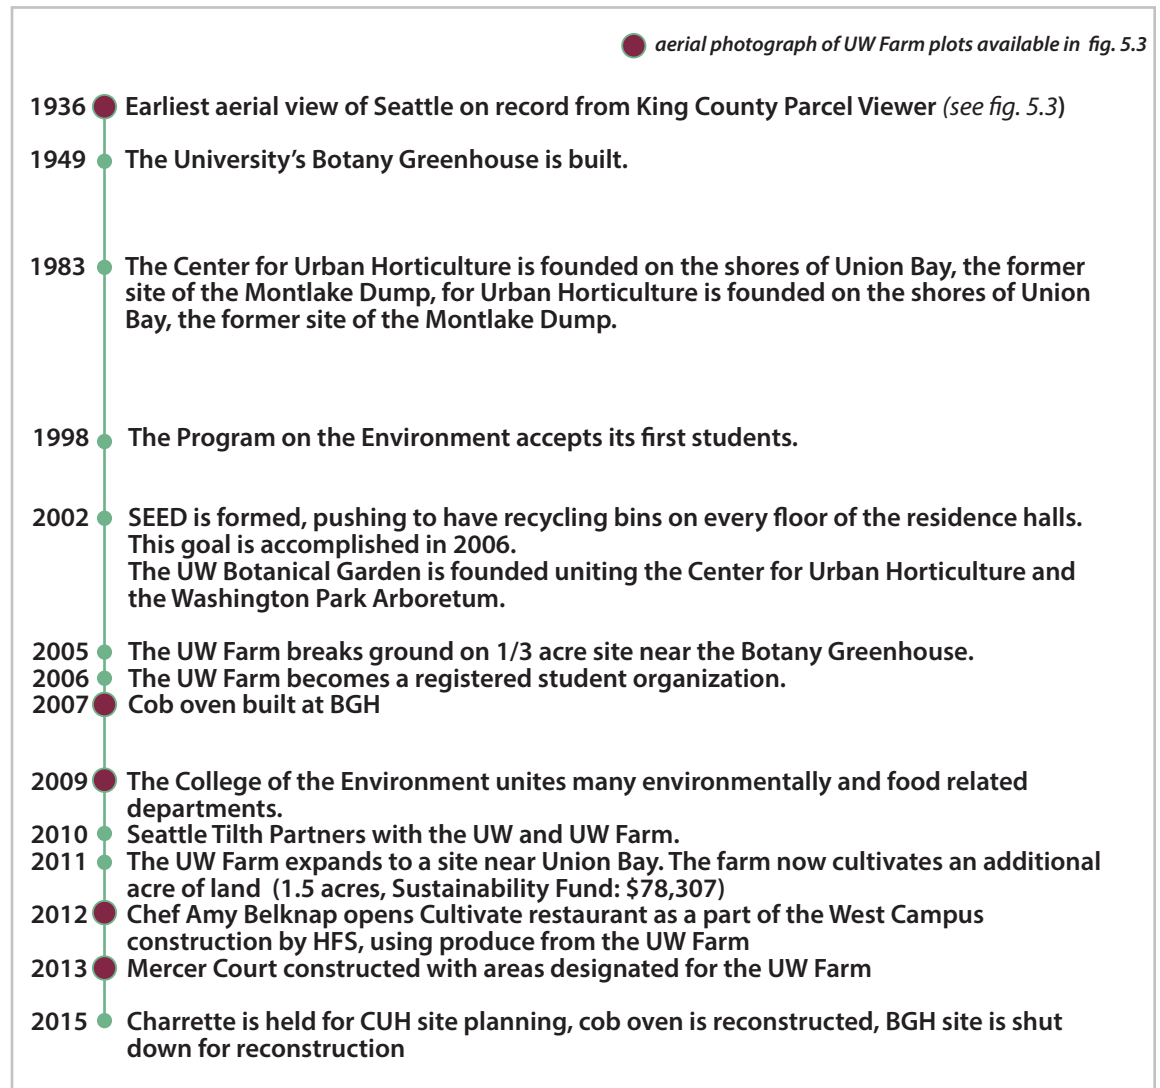 aerial photograph of UW Farm plots available in fig. 5.3
1936 Earliest aerial view of Seattle on record from King County Parcel Viewer (see fig. 5.3)
1949 The University’s Botany Greenhouse is built.
1983 The Center for Urban Horticulture is founded on the shores of Union Bay, the former
site of the Montlake Dump, for Urban Horticulture is founded on the shores of Union
Bay, the former site of the Montlake Dump.
1998 The Program on the Environment accepts its first students.
2002 SEED is formed, pushing to have recycling bins on every floor of the residence halls.
This goal is accomplished in 2006.
The UW Botanical Garden is founded uniting the Center for Urban Horticulture and
the Washington Park Arboretum.
2005 The UW Farm breaks ground on 1/3 acre site near the Botany Greenhouse.
2006 The UW Farm becomes a registered student organization.
2007 Cob oven built at BGH
2009 The College of the Environment unites many environmentally and food related
departments.
2010 Seattle Tilth Partners with the UW and UW Farm.
2011 The UW Farm expands to a site near Union Bay. The farm now cultivates an additional
acre of land (1.5 acres, Sustainability Fund: $78,307)
2012 Chef Amy Belknap opens Cultivate restaurant as a part of the West Campus
construction by HFS, using produce from the UW Farm
2013 Mercer Court constructed with areas designated for the UW Farm
2015 Charrette is held for CUH site planning, cob oven is reconstructed, BGH site is shut
down for reconstruction